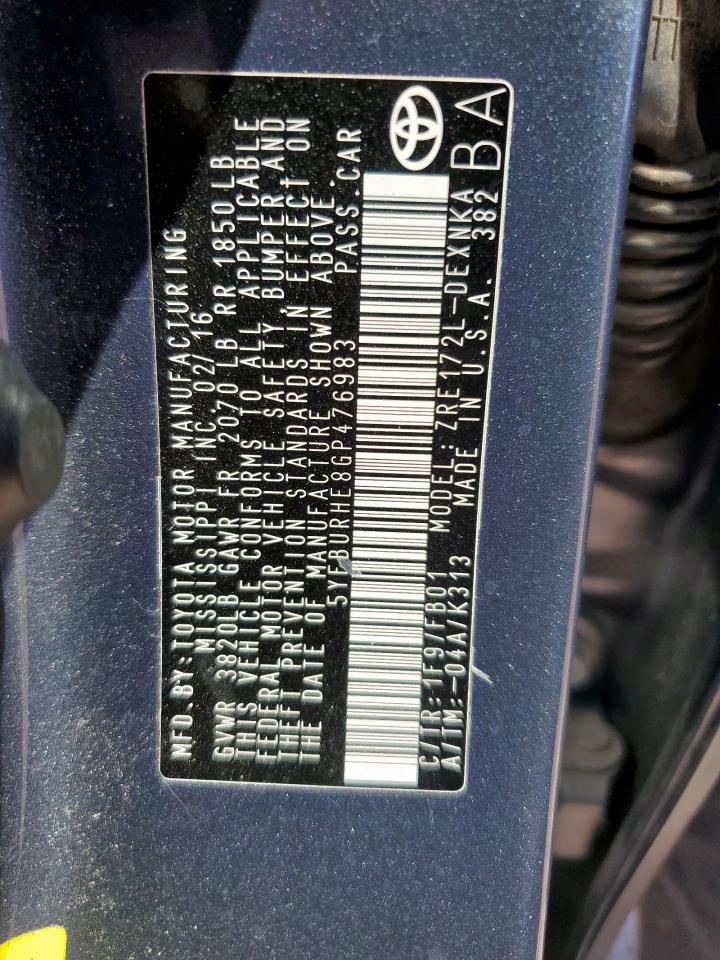 MFD.BY:TOYOTA MOTOR MANUFACTURING
MISSISSIPPI INC. 02/ 16
GVWR 3820LB GAWR FR 2070 LB RR 1850 LB
THIS VEHICLE CONFORMS TO ALL APPLICABLE
FEDERAL MOTOR VEHICLE SAFETY, BUMPER, AND
THEFT PREVENTION STANDARDS IN EFFECT ON
THE DATE OF MANUFACTURE SHOWN ABOVE.
5YFBURHE8GP476983 PASS. CAR
C/TR: 1F9/FB01 MODEL: ZRE172L-DEXNKA
A/TM:-04A/K313 MADE IN U.S.A. 382
BA